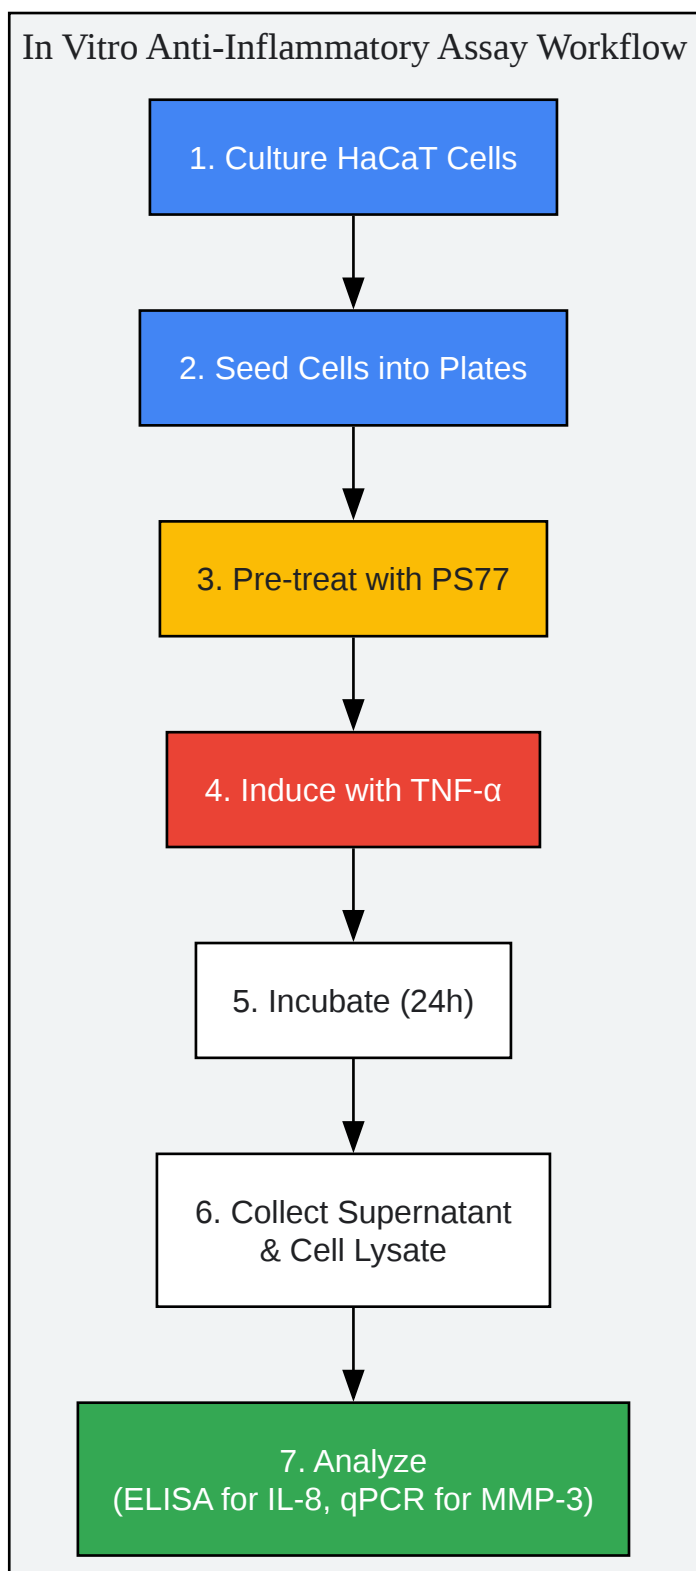 In Vitro Anti-Inflammatory Assay Workflow
1. Culture HaCaT Cells
2. Seed Cells into Plates
3. Pre-treat with PS77
4. Induce with TNF-α
5. Incubate (24h)
6. Collect Supernatant
& Cell Lysate
7. Analyze
(ELISA for IL-8, qPCR for MMP-3)